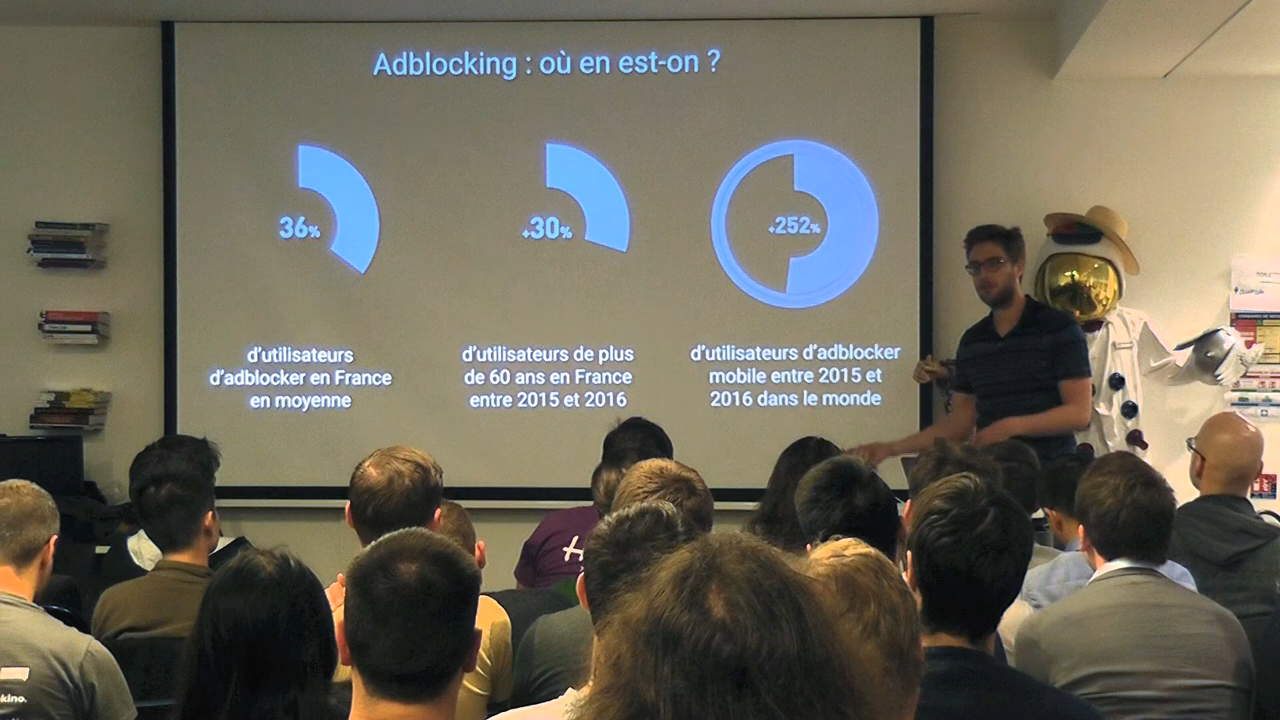 Adblocking : où en est-on ?
36%
d'utilisateurs
d'adblocker en France
en moyenne
+30%
d'utilisateurs de plus
de 60 ans en France
entre 2015 et 2016
+252%
d'utilisateurs d'adblocker
mobile entre 2015 et
2016 dans le monde
kino.